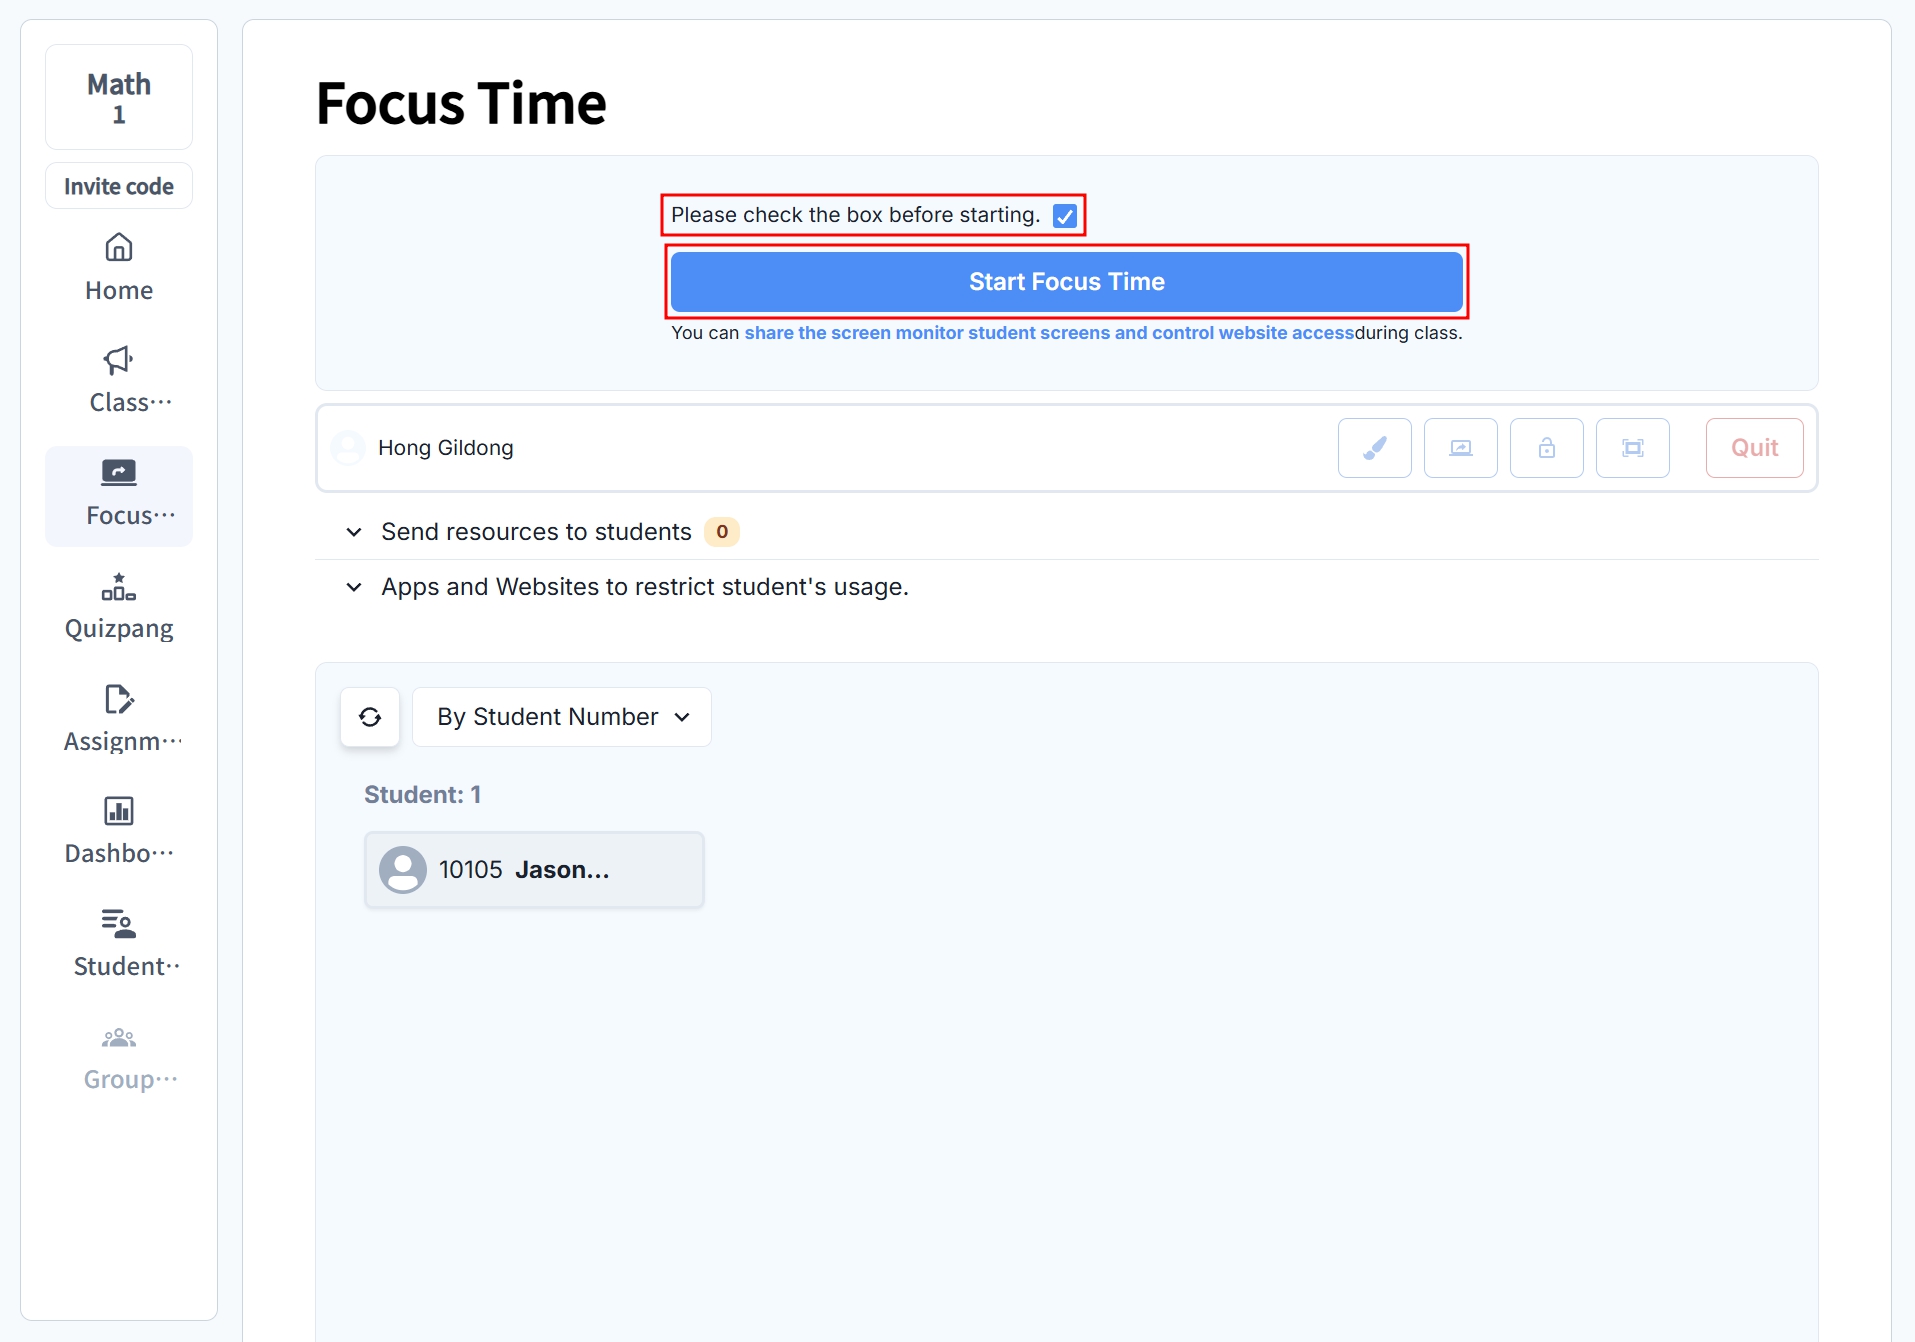 Math
1
Invite code
Home
Class···
Focus···
Quizpang
Assignm···
Dashbo···
Student··
Group···
Focus Time
Please check the box before starting.
Start Focus Time
You can share the screen monitor student screens and control website accessduring class.
Hong Gildong
Quit
Send resources to students 0
Apps and Websites to restrict student's usage.
By Student Number
Student: 1
10105 Jason...